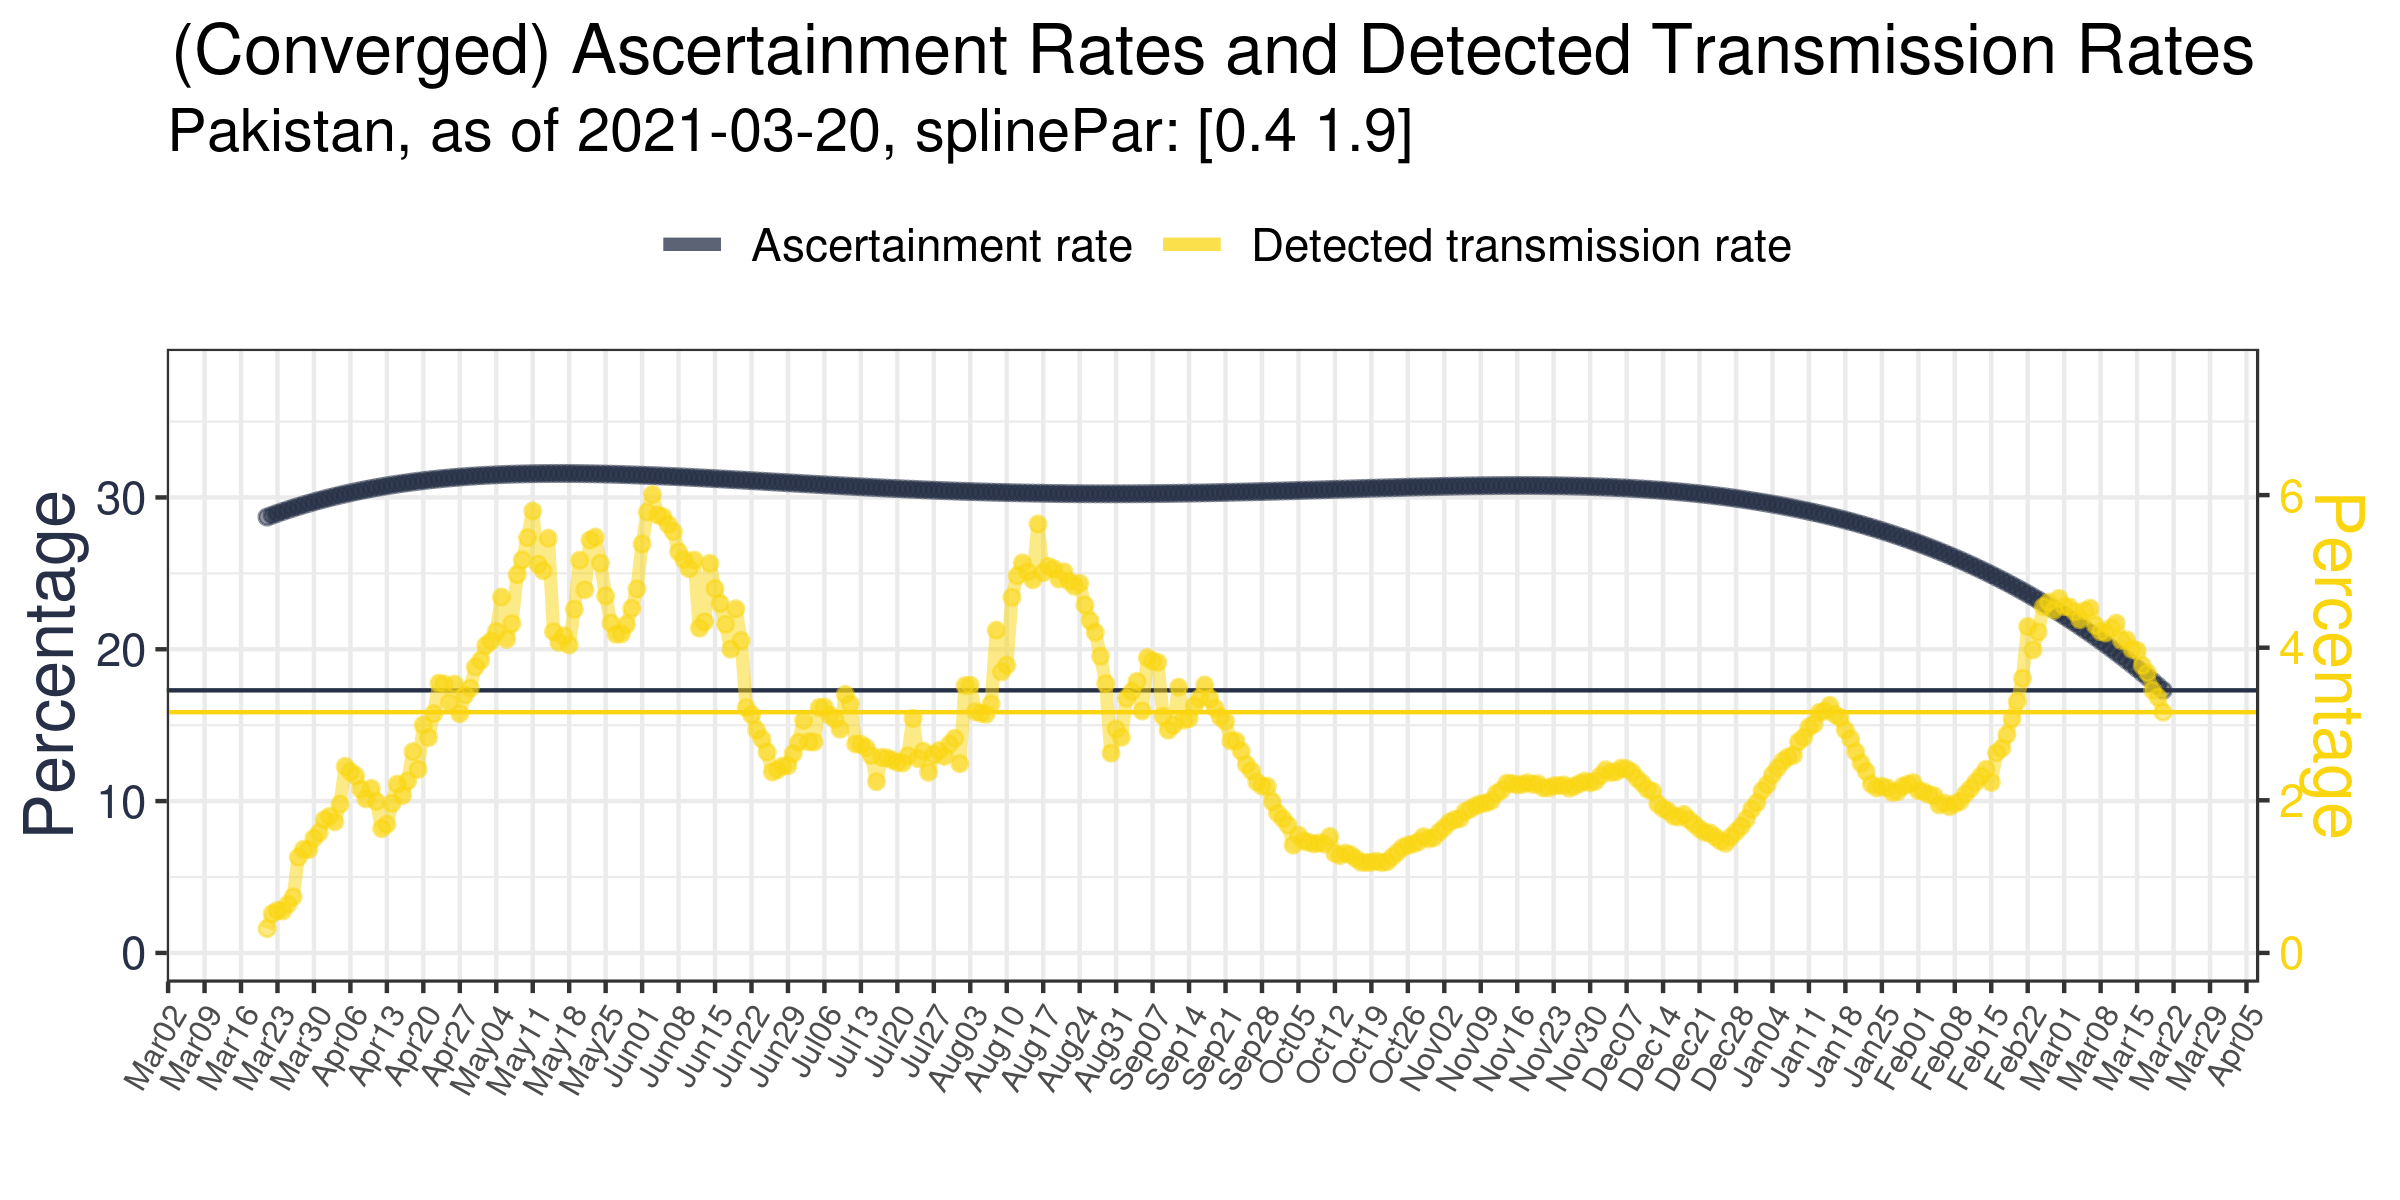 (Converged) Ascertainment Rates and Detected Transmission Rates
Pakistan, as of 2021-03-20, splinePar: [0.4 1.9]
Ascertainment rate
Detected transmission rate
Percentage
30
20
10
0
6
4
2
0
Percentage
Mar02
Mar09
Mar16
Mar23
Mar30
Apr06
Apr13
Apr20
Apr27
May04
May11
May18
May25
Jun01
Jun08
Jun15
Jun22
Jun29
Jul06
Jul13
Jul20
Jul27
Aug03
Aug10
Aug17
Aug24
Aug31
Sep07
Sep14
Sep21
Sep28
Oct05
Oct12
Oct19
Oct26
Nov02
Nov09
Nov16
Nov23
Nov30
Dec07
Dec14
Dec21
Dec28
Jan04
Jan11
Jan18
Jan25
Feb01
Feb08
Feb15
Feb22
Mar01
Mar08
Mar15
Mar22
Mar29
Apr05